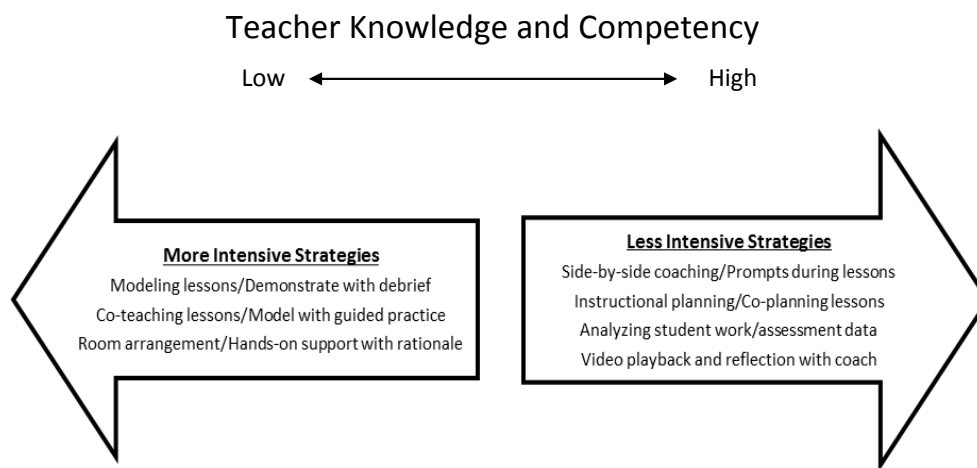 Teacher Knowledge and Competency
Low High
More Intensive Strategies
Modeling lessons/Demonstrate with debrief
Co-teaching lessons/Model with guided practice
Room arrangement/Hands-on support with rationale
Less Intensive Strategies
Side-by-side coaching/Prompts during lessons
Instructional planning/Co-planning lessons
Analyzing student work/assessment data
Video playback and reflection with coach